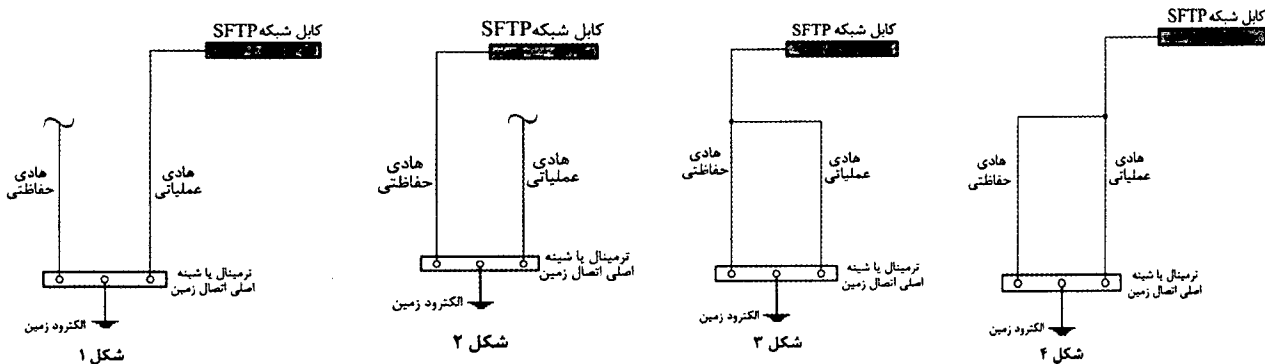 کابل شبکه SFTP
هادی
حفاظتی
هادی
عملیاتی
ترمینال یا شینه
اصلی اتصال زمین
الکترود زمین
شکل ۱
کابل شبکه SFTP
هادی
حفاظتی
هادی
عملیاتی
ترمینال یا شینه
اصلی اتصال زمین
الکترود زمین
شکل ۲
کابل شبکه SFTP
هادی
حفاظتی
هادی
عملیاتی
ترمینال یا شینه
اصلی اتصال زمین
الکترود زمین
شکل ۳
کابل شبکه SFTP
هادی
حفاظتی
هادی
عملیاتی
ترمینال یا شینه
اصلی اتصال زمین
الکترود زمین
شکل ۴